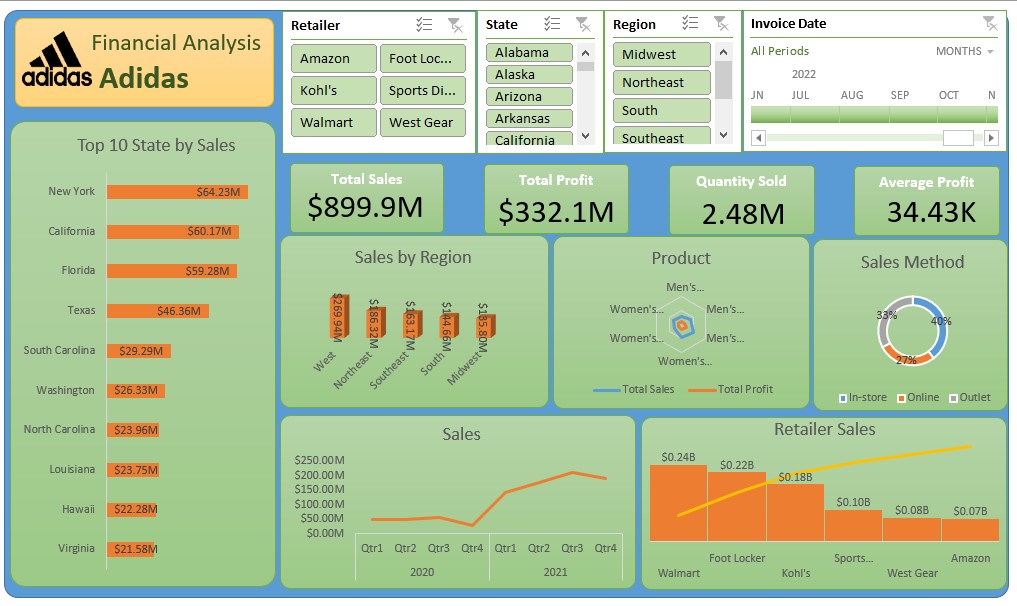 adidas
Financial Analysis
Adidas
Retailer
Amazon
Foot Loc...
Kohl's
Sports Di...
Walmart
West Gear
State
Alabama
Alaska
Arizona
Arkansas
California
Region
Midwest
Northeast
South
Southeast
Invoice Date
All Periods
MONTHS
2022
JN JUL AUG SEP OCT N
Top 10 State by Sales
New York $64.23M
California $60.17M
Florida $59.28M
Texas $46.36M
South Carolina $29.29M
Washington $26.33M
North Carolina $23.96M
Louisiana $23.75M
Hawaii $22.28M
Virginia $21.58M
Total Sales
$899.9M
Total Profit
$332.1M
Quantity Sold
2.48M
Average Profit
34.43K
Sales by Region
$269.94M $186.32M $163.17M $144.66M $135.80M
West Northeast Southeast South Midwest
Product
Men's...
Women's... Men's...
Women's... Men's...
Women's...
Total Sales Total Profit
Sales Method
33% 40%
27%
In-store Online Outlet
Sales
$250.00M
$200.00M
$150.00M
$100.00M
$50.00M
$0.00M
Qtr1 Qtr2 Qtr3 Qtr4 Qtr1 Qtr2 Qtr3 Qtr4
2020 2021
Retailer Sales
$0.24B $0.22B $0.18B $0.10B $0.08B $0.07B
Foot Locker Sports... Amazon
Walmart Kohl's West Gear